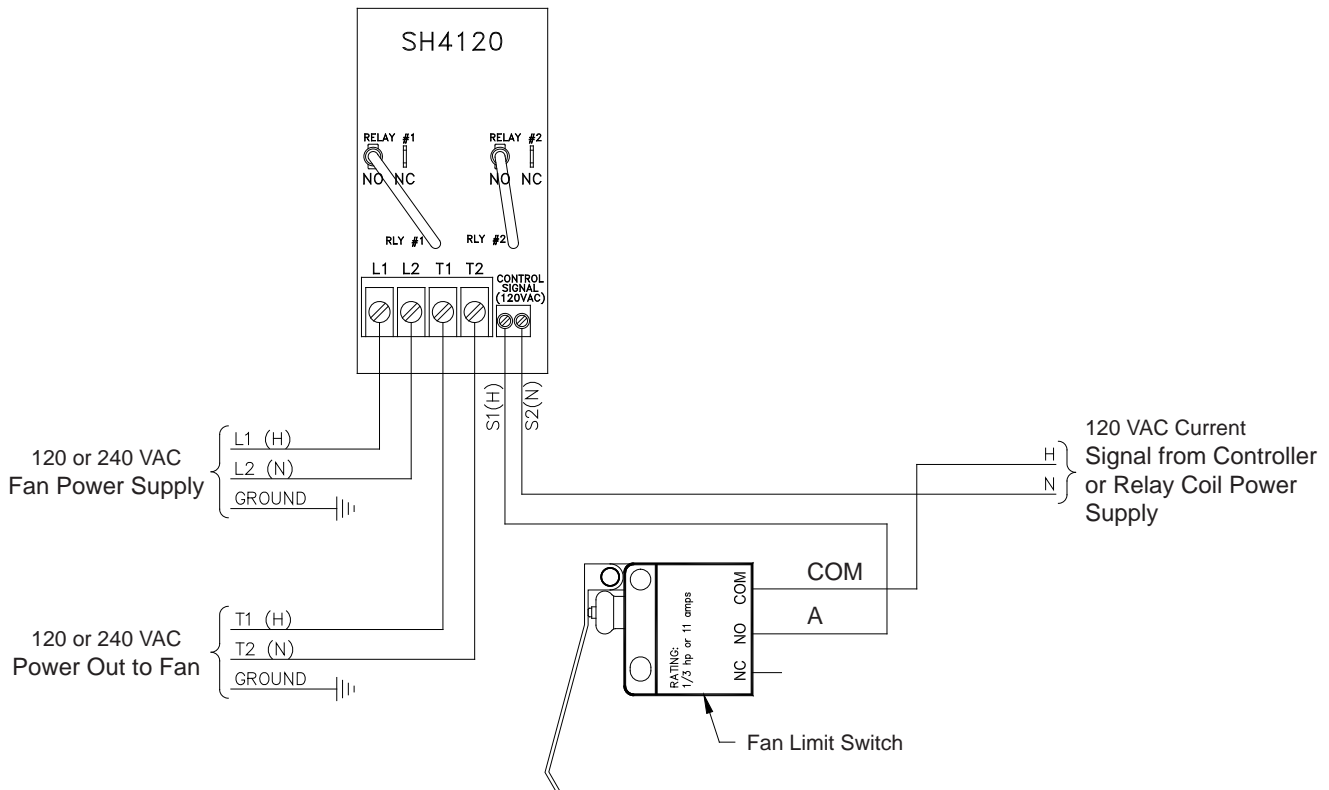 SH4120
RELAY #1
RELAY #2
NO NC
NO NC
RLY #1
RLY #2
L1 L2 T1 T2
CONTROL
SIGNAL
(120VAC)
S1(H)
S2(N)
120 or 240 VAC
Fan Power Supply
L1 (H)
L2 (N)
GROUND
H
N
120 VAC Current
Signal from Controller
or Relay Coil Power
Supply
120 or 240 VAC
Power Out to Fan
T1 (H)
T2 (N)
GROUND
RATING:
1/3 hp or 11 amps
COM
NO
NC
COM
A
Fan Limit Switch